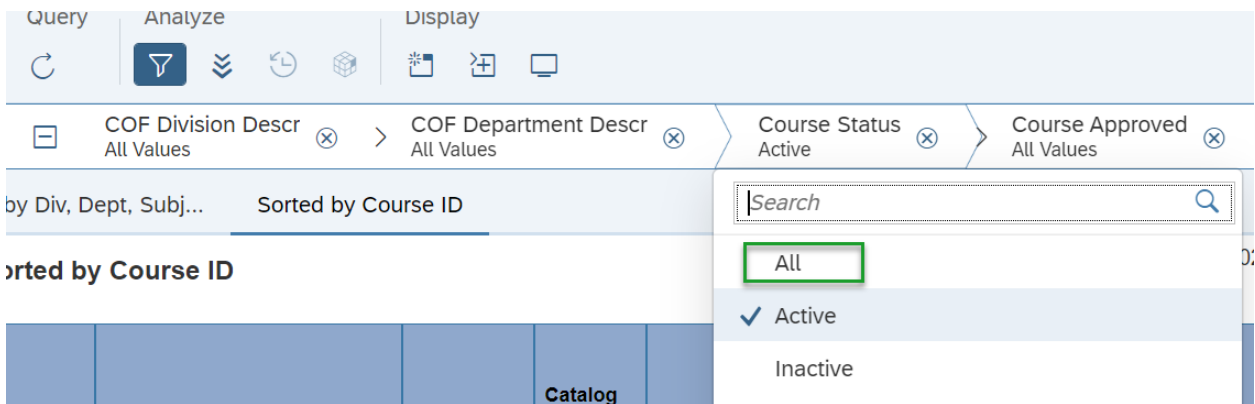 Query Analyze Display
COF Division Descr COF Department Descr Course Status Course Approved
All Values All Values Active All Values
by Div, Dept, Subj... Sorted by Course ID
Search
orted by Course ID
All
Active
Inactive
Catalog